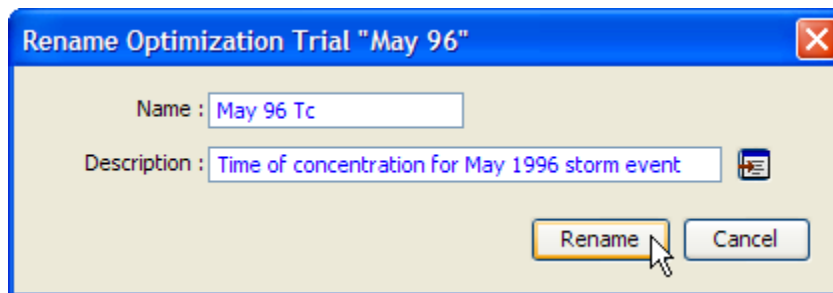 Rename Optimization Trial "May 96"
Name : May 96 Tc
Description : Time of concentration for May 1996 storm event
Rename Cancel